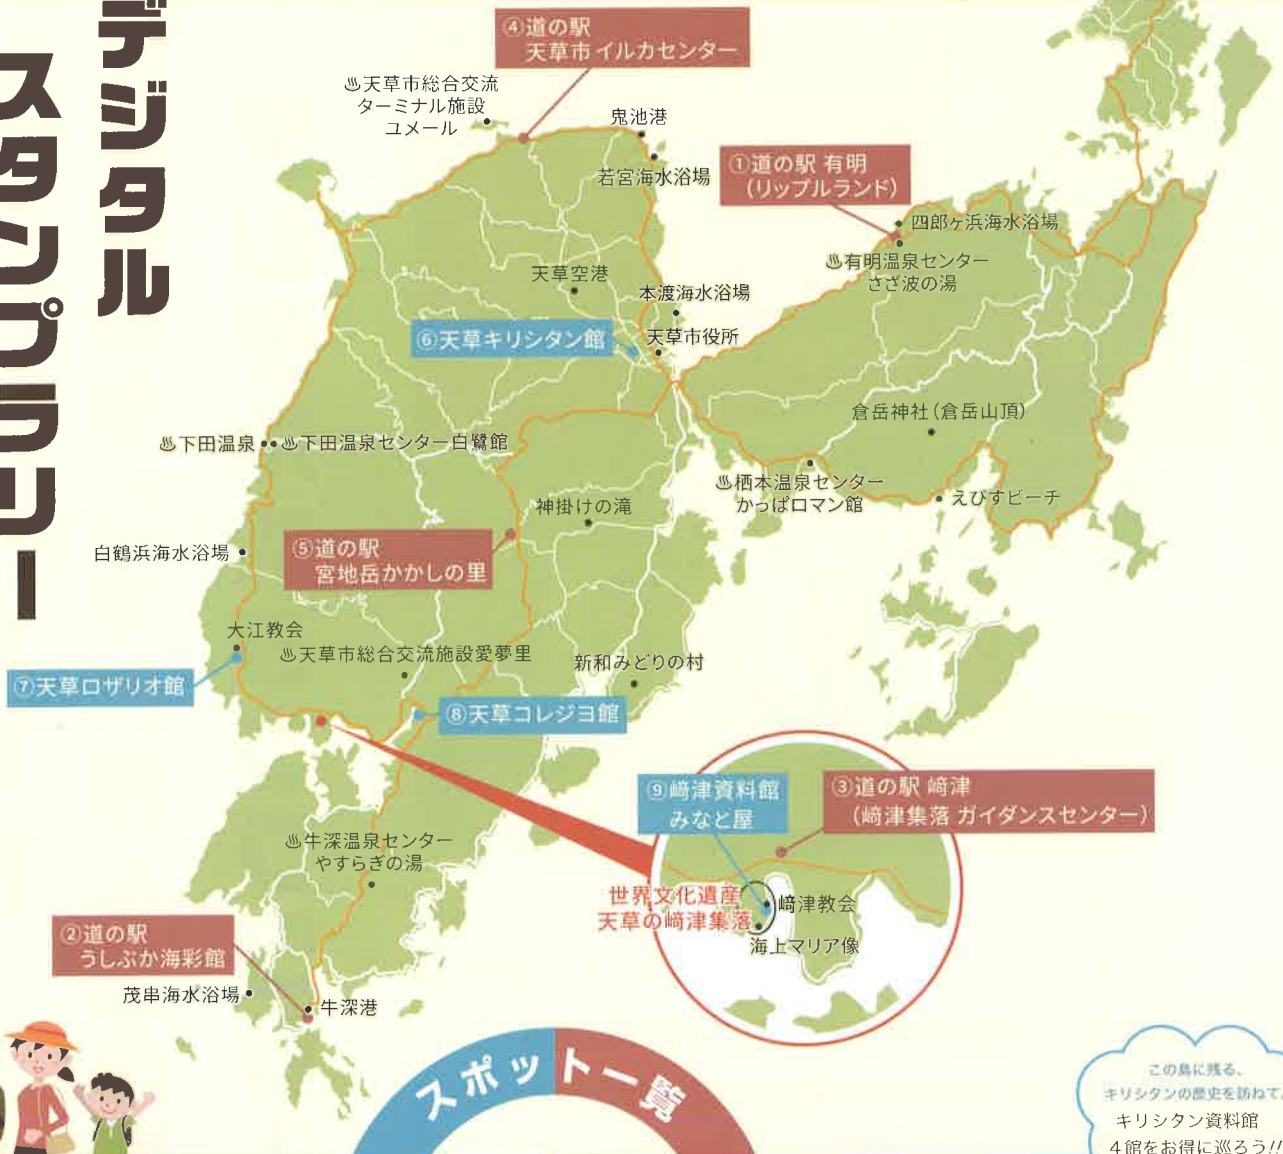 デジタル
スタンプラリー
④道の駅
天草市 イルカセンター
♨天草市総合交流
ターミナル施設
ユメール
鬼池港
若宮海水浴場
①道の駅 有明
（リップルランド）
四郎ヶ浜海水浴場
♨有明温泉センター
さざ波の湯
天草空港
本渡海水浴場
⑥天草キリシタン館
天草市役所
倉岳神社（倉岳山頂）
♨下田温泉
♨下田温泉センター白鷺館
♨栖本温泉センター
かっぱロマン館
えびすビーチ
神掛けの滝
⑤道の駅
宮地岳かかしの里
白鶴浜海水浴場
大江教会
♨天草市総合交流施設愛夢里
新和みどりの村
⑦天草ロザリオ館
⑧天草コレジヨ館
⑨﨑津資料館
みなと屋
③道の駅 﨑津
（﨑津集落 ガイダンスセンター）
♨牛深温泉センター
やすらぎの湯
世界文化遺産
天草の﨑津集落
﨑津教会
海上マリア像
②道の駅
うしぶか海彩館
茂串海水浴場
牛深港
スポット一覧
この島に残る、
キリシタンの歴史を訪ねて
キリシタン資料館
４館をお得に巡ろう!!